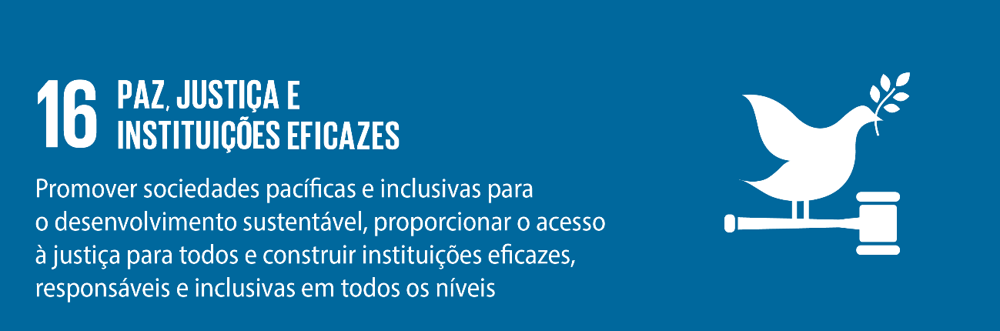 16 PAZ, JUSTIÇA E
INSTITUIÇÕES EFICAZES
Promover sociedades pacíficas e inclusivas para
o desenvolvimento sustentável, proporcionar o acesso
à justiça para todos e construir instituições eficazes,
responsáveis e inclusivas em todos os níveis